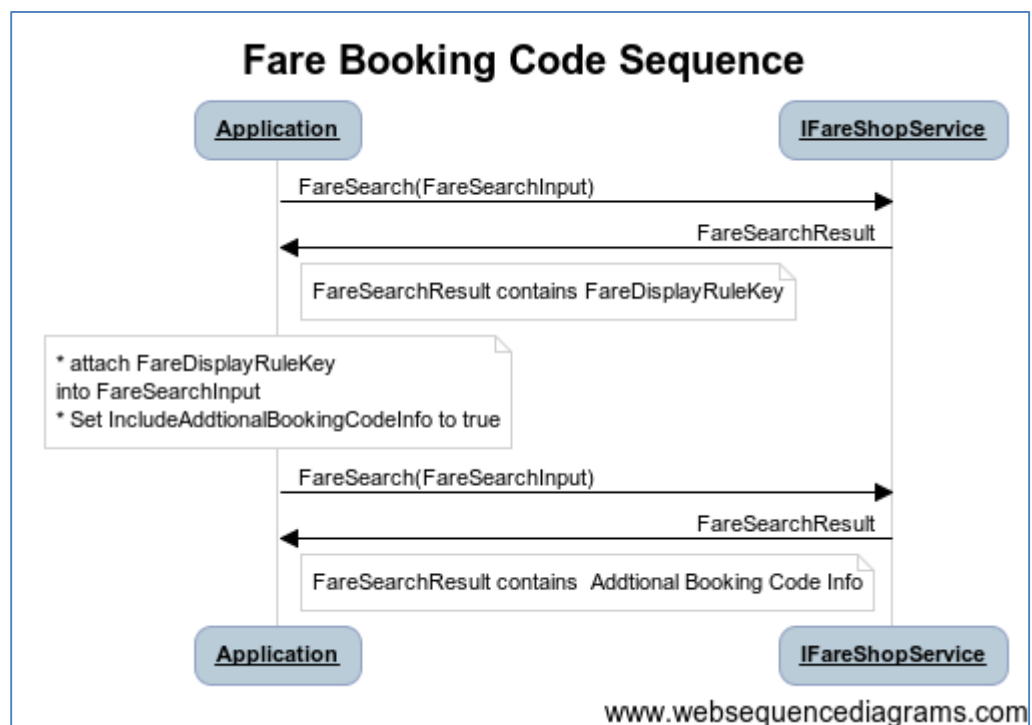 Fare Booking Code Sequence
Application
IFareShopService
FareSearch(FareSearchInput)
FareSearchResult
FareSearchResult contains FareDisplayRuleKey
* attach FareDisplayRuleKey
into FareSearchInput
* Set IncludeAddtionalBookingCodeInfo to true
FareSearch(FareSearchInput)
FareSearchResult
FareSearchResult contains  Addtional Booking Code Info
Application
IFareShopService
www.websequencediagrams.com